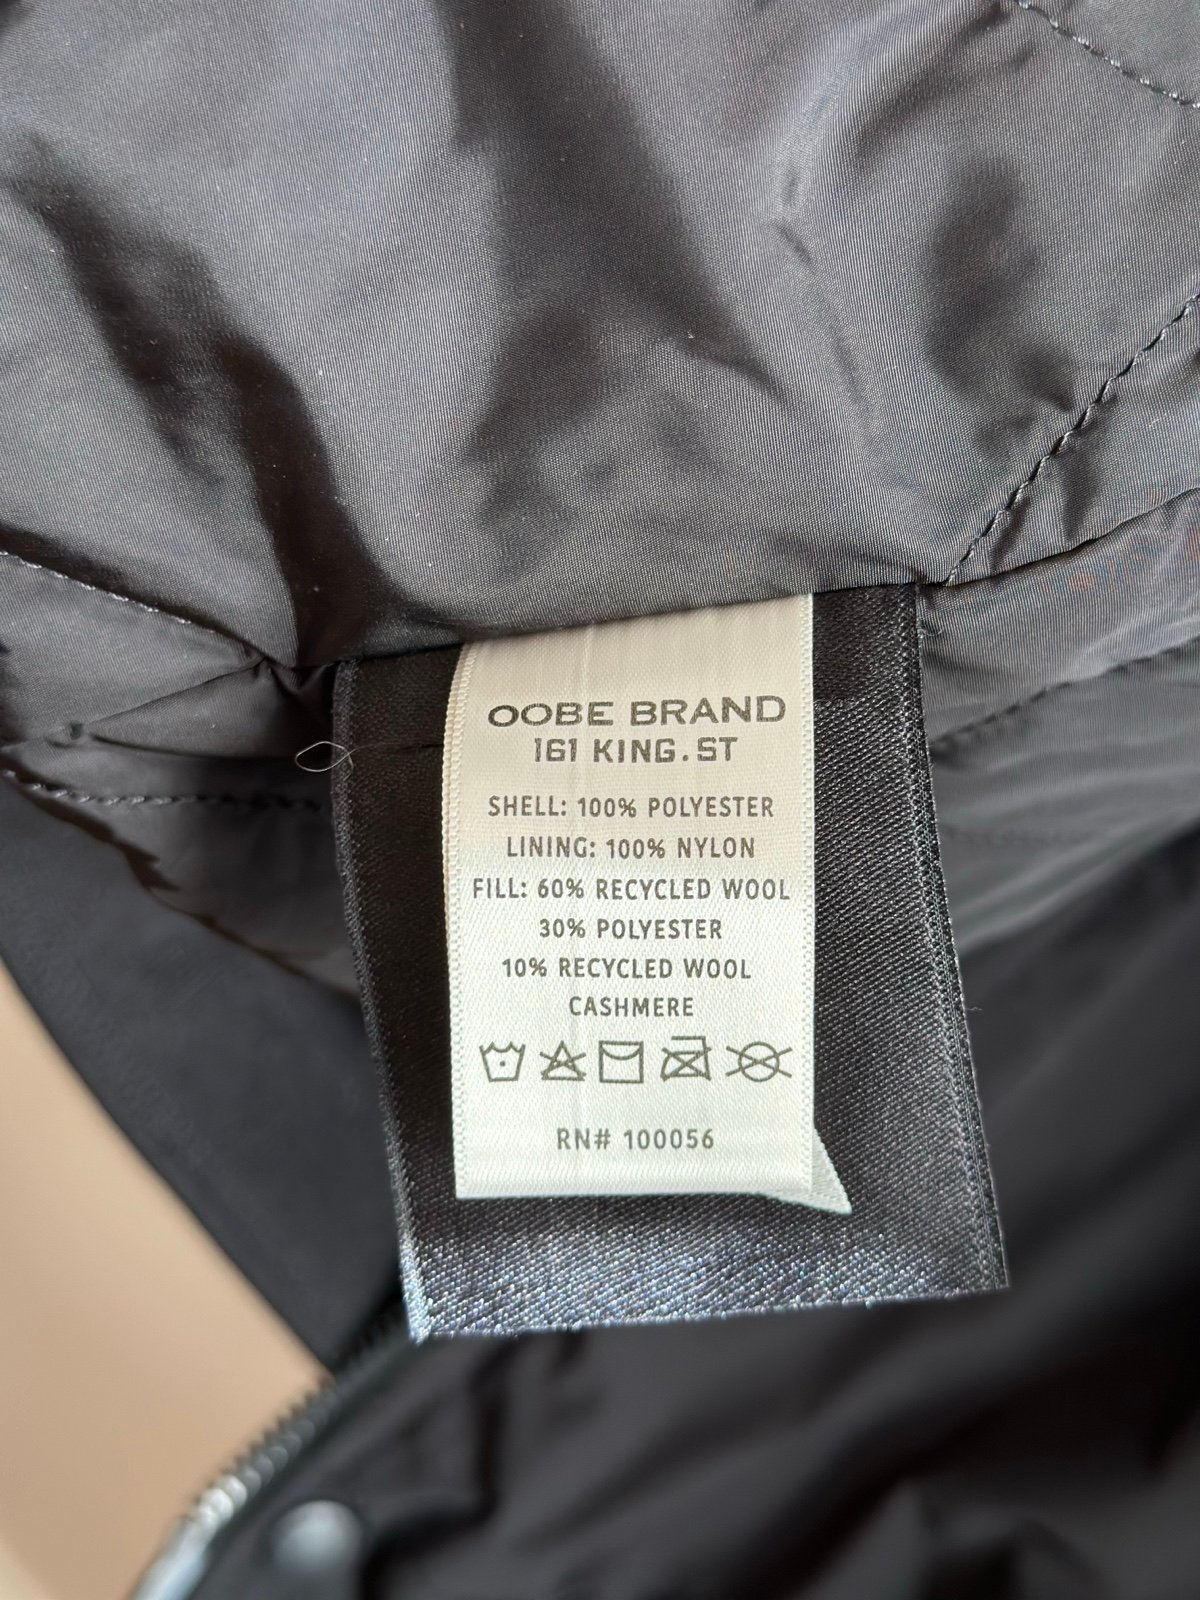 OOBE BRAND
161 KING.ST
SHELL: 100% POLYESTER
LINING: 100% NYLON
FILL: 60% RECYCLED WOOL
30% POLYESTER
10% RECYCLED WOOL
CASHMERE
RN# 100056